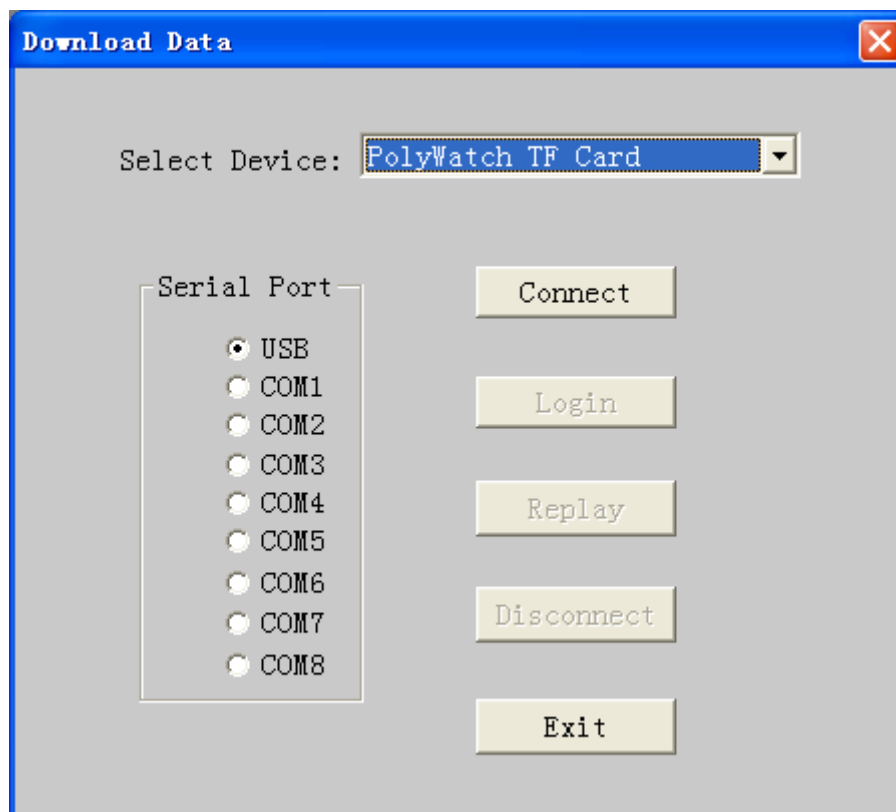 Download Data
Select Device: PolyWatch TF Card
Serial Port
USB
COM1
COM2
COM3
COM4
COM5
COM6
COM7
COM8
Connect
Login
Replay
Disconnect
Exit